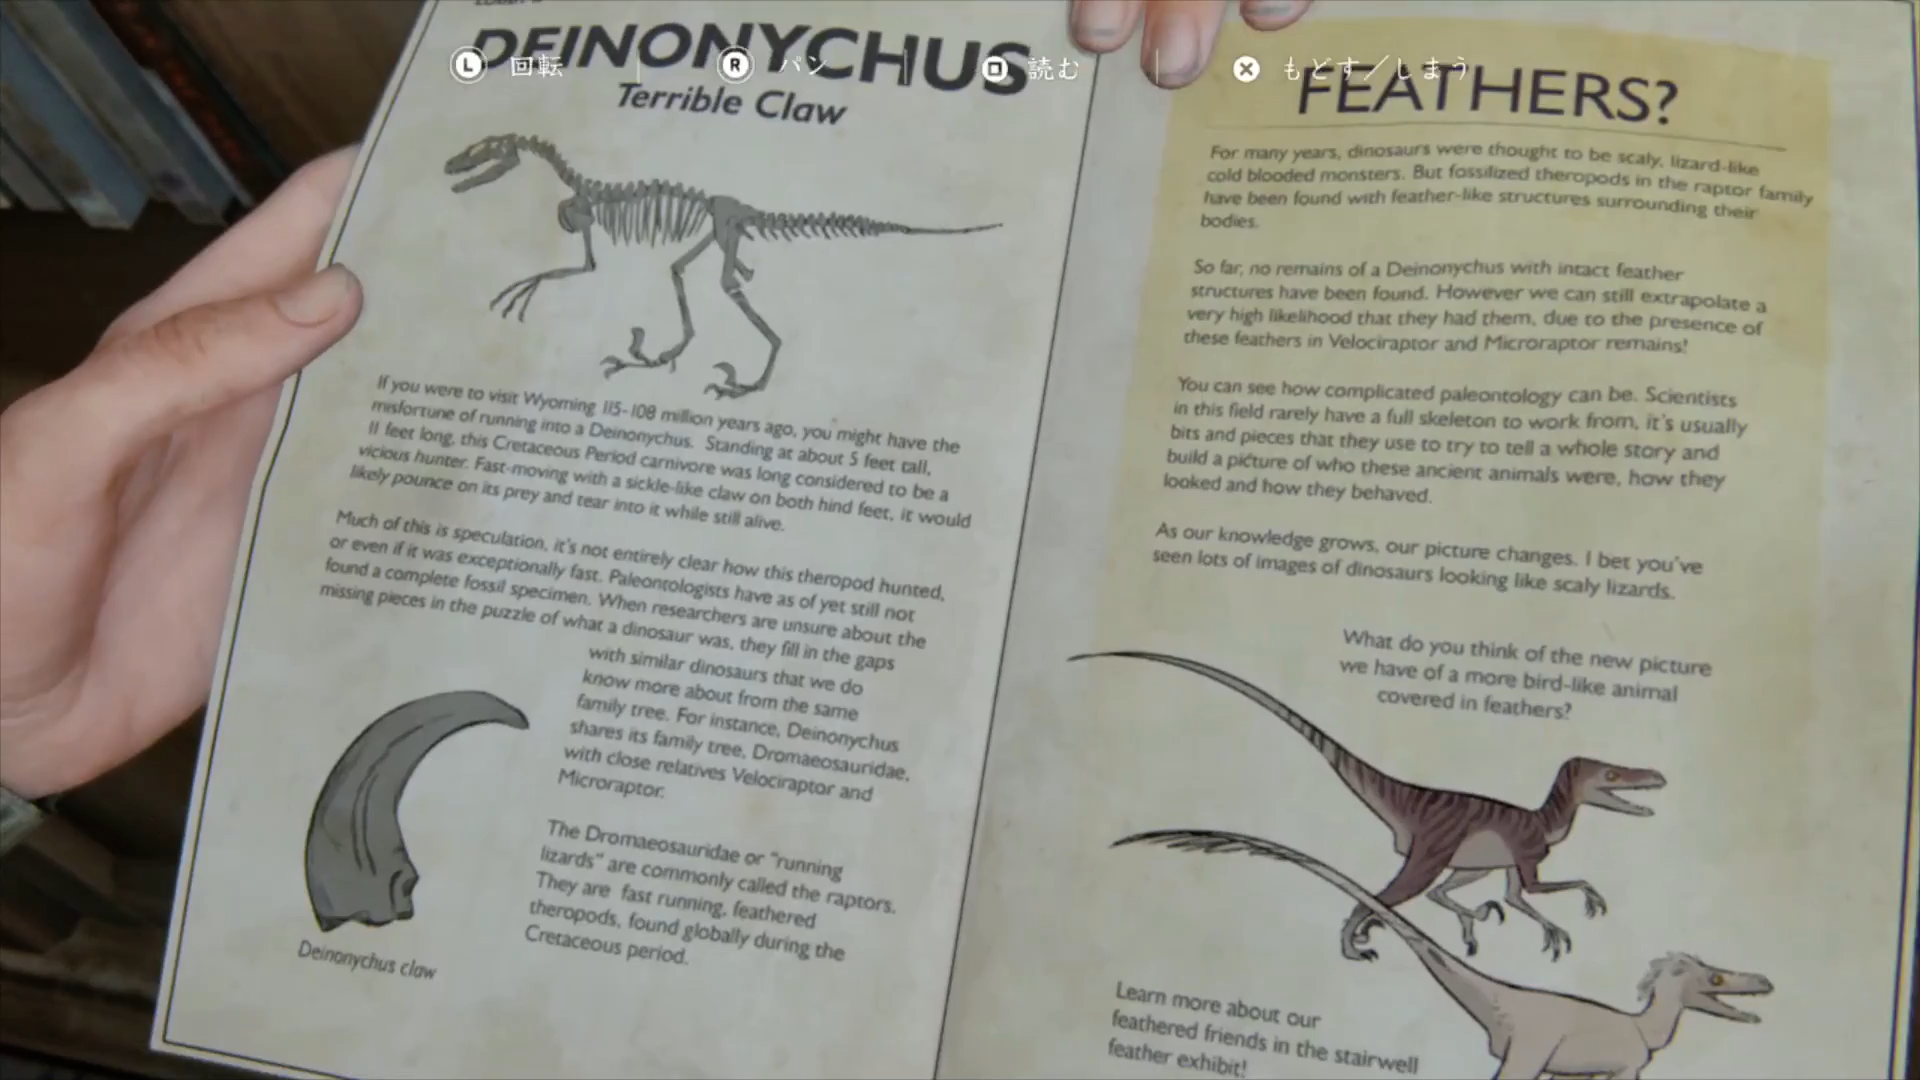 DEINONYCHUS
Terrible Claw
L 回転
R パン
読む
もどす／しまう
If you were to visit Wyoming 115-108 million years ago, you might have the
misfortune of running into a Deinonychus. Standing at about 5 feet tall,
11 feet long, this Cretaceous Period carnivore was long considered to be a
vicious hunter. Fast-moving with a sickle-like claw on both hind feet, it would
likely pounce on its prey and tear into it while still alive.
Much of this is speculation, it's not entirely clear how this theropod hunted,
or even if it was exceptionally fast. Paleontologists have as of yet still not
found a complete fossil specimen. When researchers are unsure about the
missing pieces in the puzzle of what a dinosaur was, they fill in the gaps
with similar dinosaurs that we do
know more about from the same
family tree. For instance, Deinonychus
shares its family tree, Dromaeosauridae,
with close relatives Velociraptor and
Microraptor.
The Dromaeosauridae or "running
lizards" are commonly called the raptors.
They are fast running, feathered
theropods, found globally during the
Cretaceous period.
Deinonychus claw
FEATHERS?
For many years, dinosaurs were thought to be scaly, lizard-like
cold blooded monsters. But fossilized theropods in the raptor family
have been found with feather-like structures surrounding their
bodies.
So far, no remains of a Deinonychus with intact feather
structures have been found. However we can still extrapolate a
very high likelihood that they had them, due to the presence of
these feathers in Velociraptor and Microraptor remains!
You can see how complicated paleontology can be. Scientists
in this field rarely have a full skeleton to work from, it's usually
bits and pieces that they use to try to tell a whole story and
build a picture of who these ancient animals were, how they
looked and how they behaved.
As our knowledge grows, our picture changes. I bet you've
seen lots of images of dinosaurs looking like scaly lizards.
What do you think of the new picture
we have of a more bird-like animal
covered in feathers?
Learn more about our
feathered friends in the stairwell
feather exhibit!